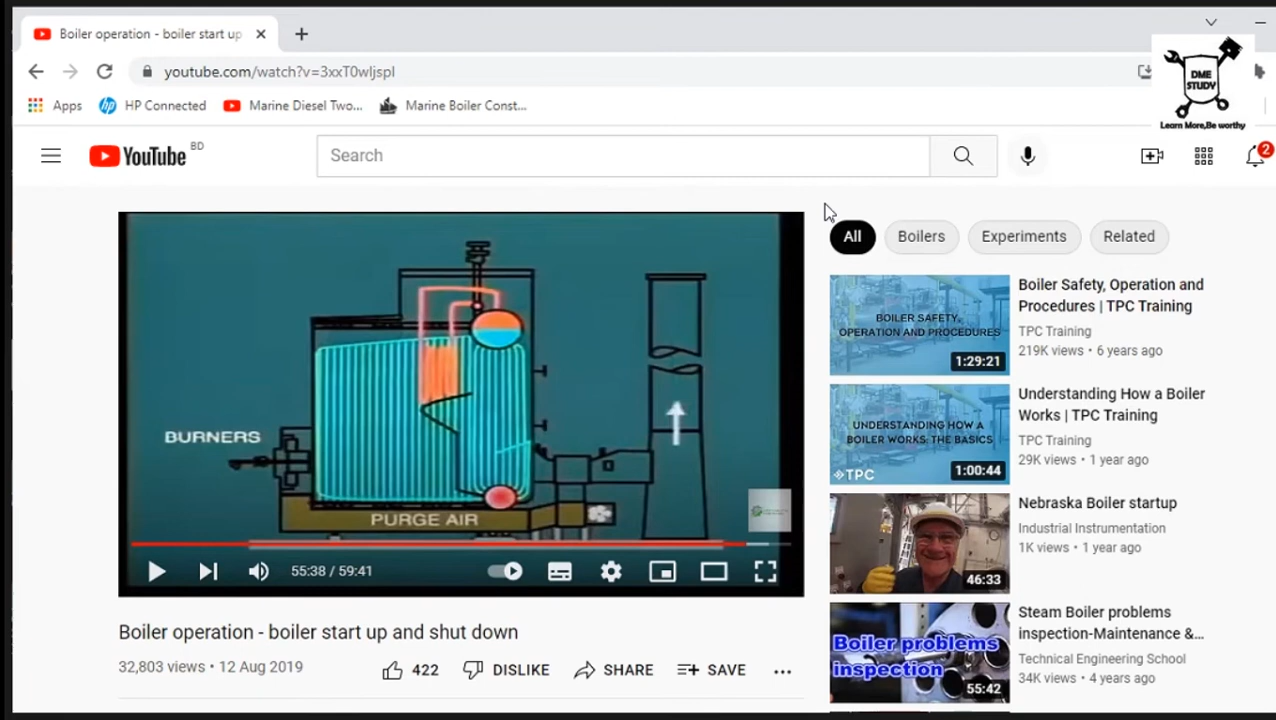 Boiler operation - boiler start up
youtube.com/watch?v=3xxT0wljspI
DME
STUDY
Learn More,Be worthy
Apps
HP Connected
Marine Diesel Two...
Marine Boiler Const...
YouTube BD
Search
2
All
Boilers
Experiments
Related
BURNERS
PURGE AIR
55:38 / 59:41
Boiler operation - boiler start up and shut down
32,803 views • 12 Aug 2019
422
DISLIKE
SHARE
SAVE
BOILER SAFETY,
OPERATION AND PROCEDURES
1:29:21
Boiler Safety, Operation and
Procedures | TPC Training
TPC Training
219K views • 6 years ago
UNDERSTANDING HOW A
BOILER WORKS: THE BASICS
TPC
1:00:44
Understanding How a Boiler
Works | TPC Training
TPC Training
29K views • 1 year ago
46:33
Nebraska Boiler startup
Industrial Instrumentation
1K views • 1 year ago
Boiler problems
inspection
55:42
Steam Boiler problems
inspection-Maintenance &...
Technical Engineering School
34K views • 4 years ago